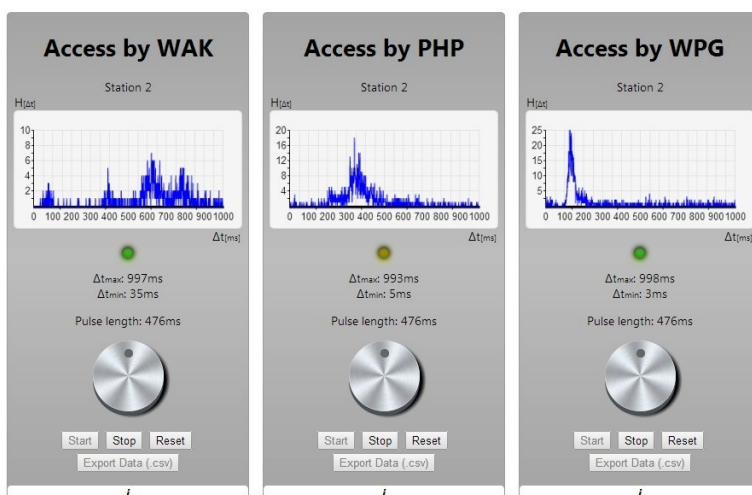 Access by WAK
Station 2
H[Δt]
10
8
6
4
2
0 100 200 300 400 500 600 700 800 900 1000
Δt[ms]
Δtmax: 997ms
Δtmin: 35ms
Pulse length: 476ms
Start Stop Reset
Export Data (.csv)
i
Access by PHP
Station 2
H[Δt]
20
16
12
8
4
0 100 200 300 400 500 600 700 800 900 1000
Δt[ms]
Δtmax: 993ms
Δtmin: 5ms
Pulse length: 476ms
Start Stop Reset
Export Data (.csv)
i
Access by WPG
Station 2
H[Δt]
25
20
15
10
5
0 100 200 300 400 500 600 700 800 900 1000
Δt[ms]
Δtmax: 998ms
Δtmin: 3ms
Pulse length: 476ms
Start Stop Reset
Export Data (.csv)
i